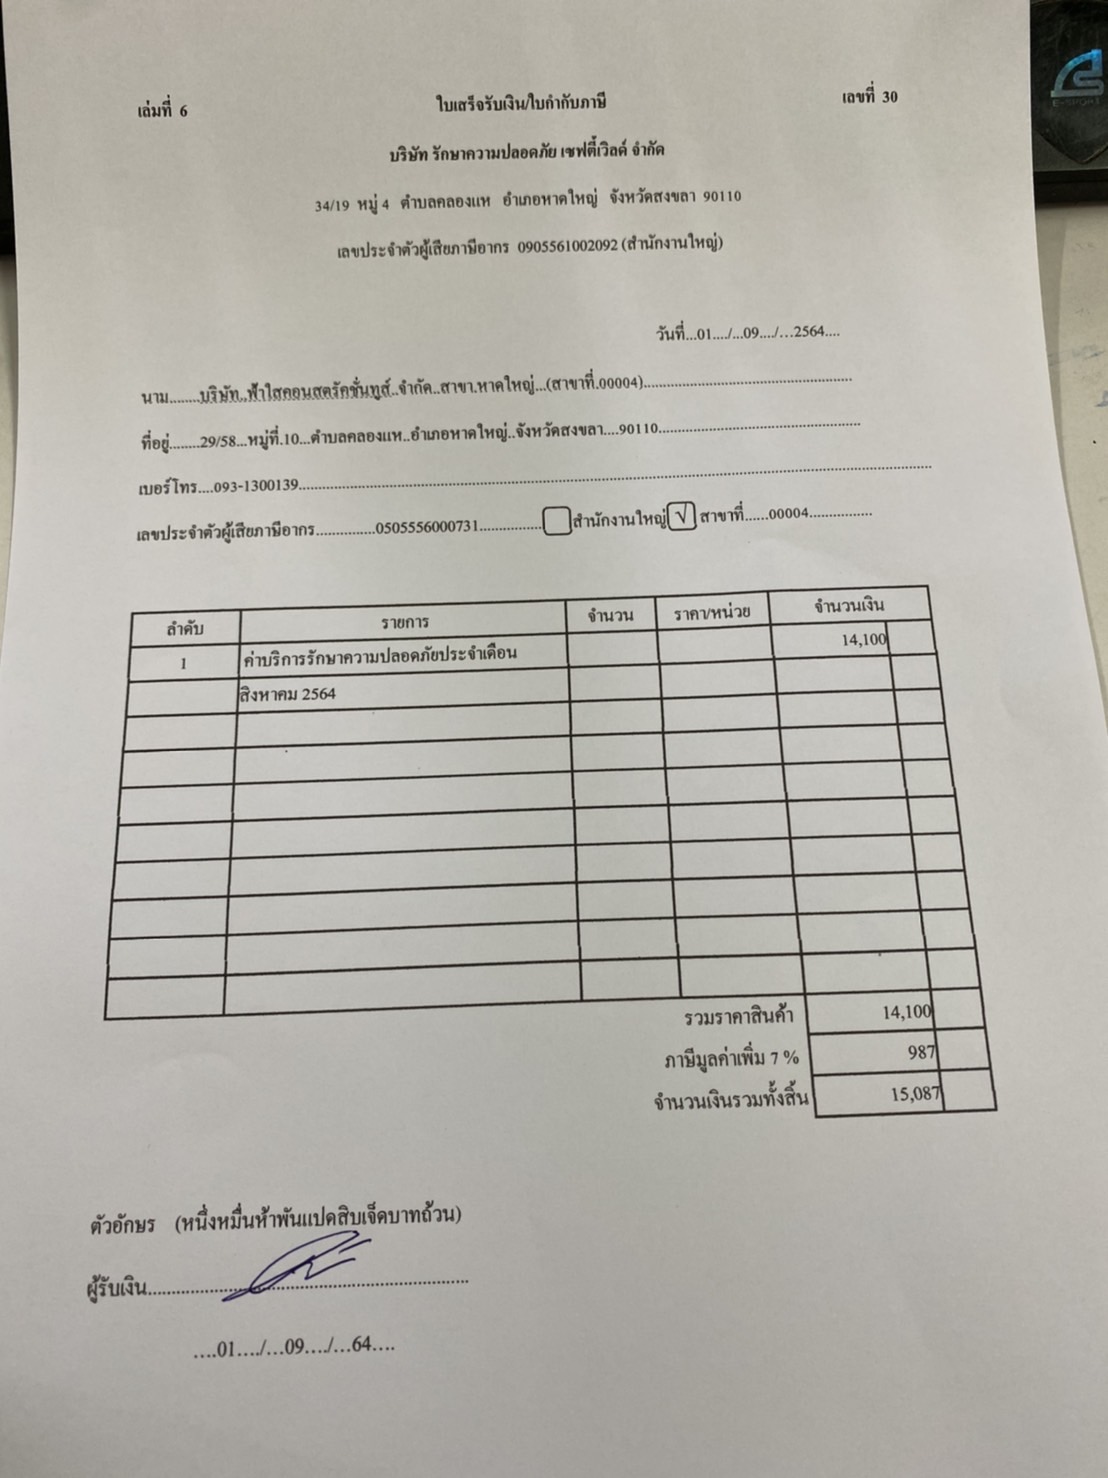 เล่มที่ 6 ใบเสร็จรับเงิน/ใบกำกับภาษี เลขที่ 30
บริษัท รักษาความปลอดภัย เซฟตี้เวิลด์ จำกัด
34/19 หมู่ 4 ตำบลคลองแห อำเภอหาดใหญ่ จังหวัดสงขลา 90110
เลขประจำตัวผู้เสียภาษีอากร 0905561002092 (สำนักงานใหญ่)
วันที่...01..../...09..../...2564....
นาม........บริษัท..ฟ้าใสคอนสตรัคชั่นทูลส์..จำกัด..สาขา.หาดใหญ่...(สาขาที่.00004)..........
ที่อยู่........29/58...หมู่ที่.10...ตำบลคลองแห..อำเภอหาดใหญ่..จังหวัดสงขลา....90110..........
เบอร์โทร....093-1300139..........
เลขประจำตัวผู้เสียภาษีอากร...............0505556000731............... สำนักงานใหญ่ √ สาขาที่......00004...............
ลำดับ รายการ จำนวน ราคา/หน่วย จำนวนเงิน
1 ค่าบริการรักษาความปลอดภัยประจำเดือน 14,100
สิงหาคม 2564
รวมราคาสินค้า 14,100
ภาษีมูลค่าเพิ่ม 7 % 987
จำนวนเงินรวมทั้งสิ้น 15,087
ตัวอักษร (หนึ่งหมื่นห้าพันแปดสิบเจ็ดบาทถ้วน)
ผู้รับเงิน..........
....01..../...09..../...64....